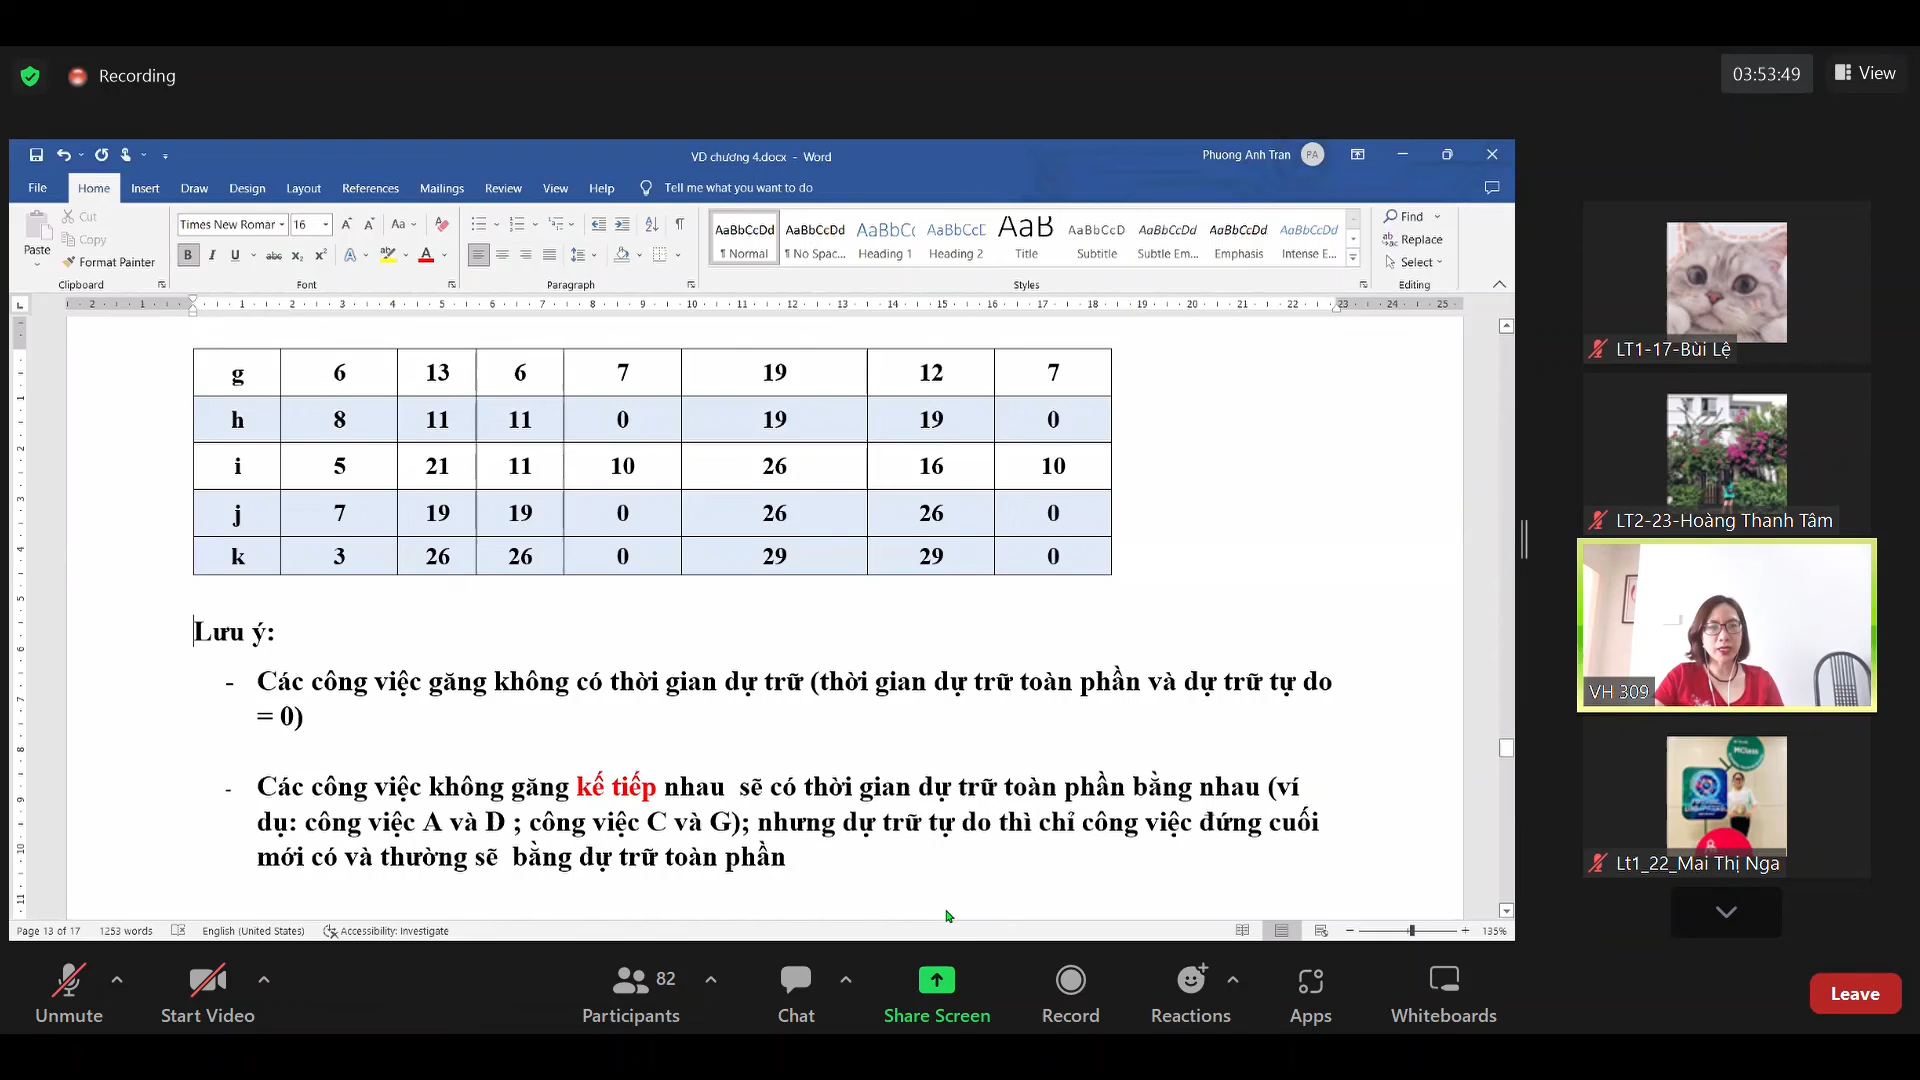 Recording
03:53:49
View
VD chương 4.docx - Word
Phuong Anh Tran
PA
File Home Insert Draw Design Layout References Mailings Review View Help Tell me what you want to do
Paste
Cut
Copy
Format Painter
Clipboard
Times New Romar 16
Font
Paragraph
AaBbCcDd AaBbCcDd AaBbCc AaBbCcC AaB AaBbCcD AaBbCcDd AaBbCcDd AaBbCcDd
¶ Normal ¶ No Spac... Heading 1 Heading 2 Title Subtitle Subtle Em... Emphasis Intense E...
Styles
Find
Replace
Select
Editing
g 6 13 6 7 19 12 7
h 8 11 11 0 19 19 0
i 5 21 11 10 26 16 10
j 7 19 19 0 26 26 0
k 3 26 26 0 29 29 0
Lưu ý:
- Các công việc găng không có thời gian dự trữ (thời gian dự trữ toàn phần và dự trữ tự do
= 0)
- Các công việc không găng kế tiếp nhau sẽ có thời gian dự trữ toàn phần bằng nhau (ví
dụ: công việc A và D ; công việc C và G); nhưng dự trữ tự do thì chỉ công việc đứng cuối
mới có và thường sẽ bằng dự trữ toàn phần
Page 13 of 17 1253 words English (United States) Accessibility: Investigate 135%
LT1-17-Bùi Lệ
LT2-23-Hoàng Thanh Tâm
VH 309
Lt1_22_Mai Thị Nga
Unmute
Start Video
82
Participants
Chat
Share Screen
Record
Reactions
Apps
Whiteboards
Leave